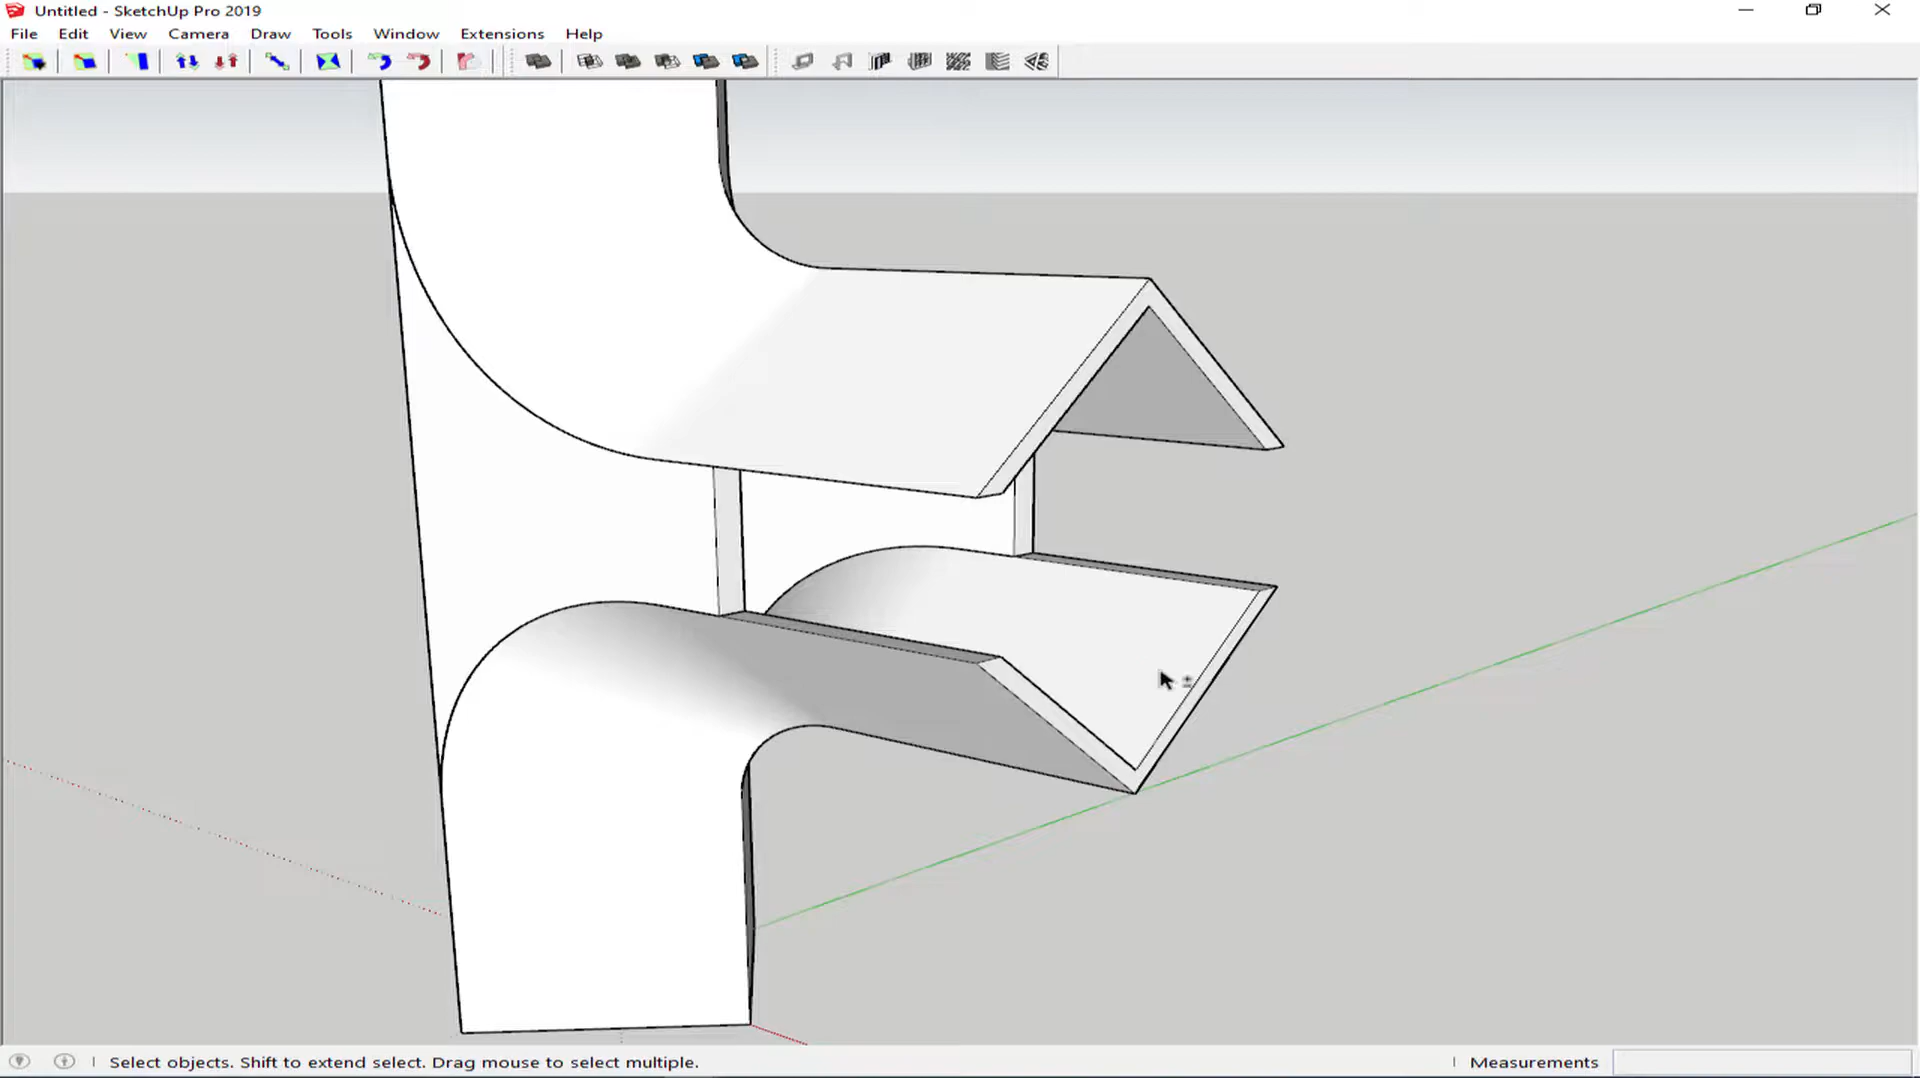 Untitled - SketchUp Pro 2019
File Edit View Camera Draw Tools Window Extensions Help
Select objects. Shift to extend select. Drag mouse to select multiple.
Measurements